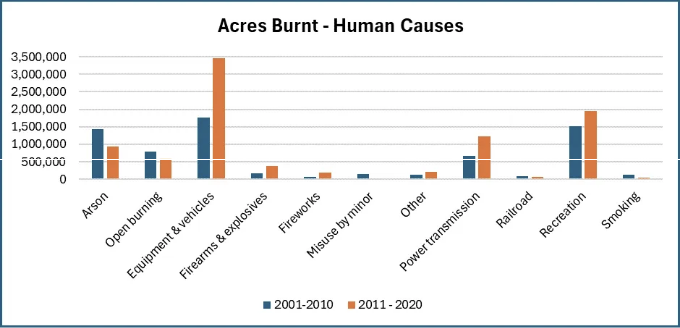 Acres Burnt - Human Causes
3,500,000
3,000,000
2,500,000
2,000,000
1,500,000
1,000,000
500,000
0
Arson
Open burning
Equipment & vehicles
Firearms & explosives
Fireworks
Misuse by minor
Other
Power transmission
Railroad
Recreation
Smoking
2001-2010
2011 - 2020